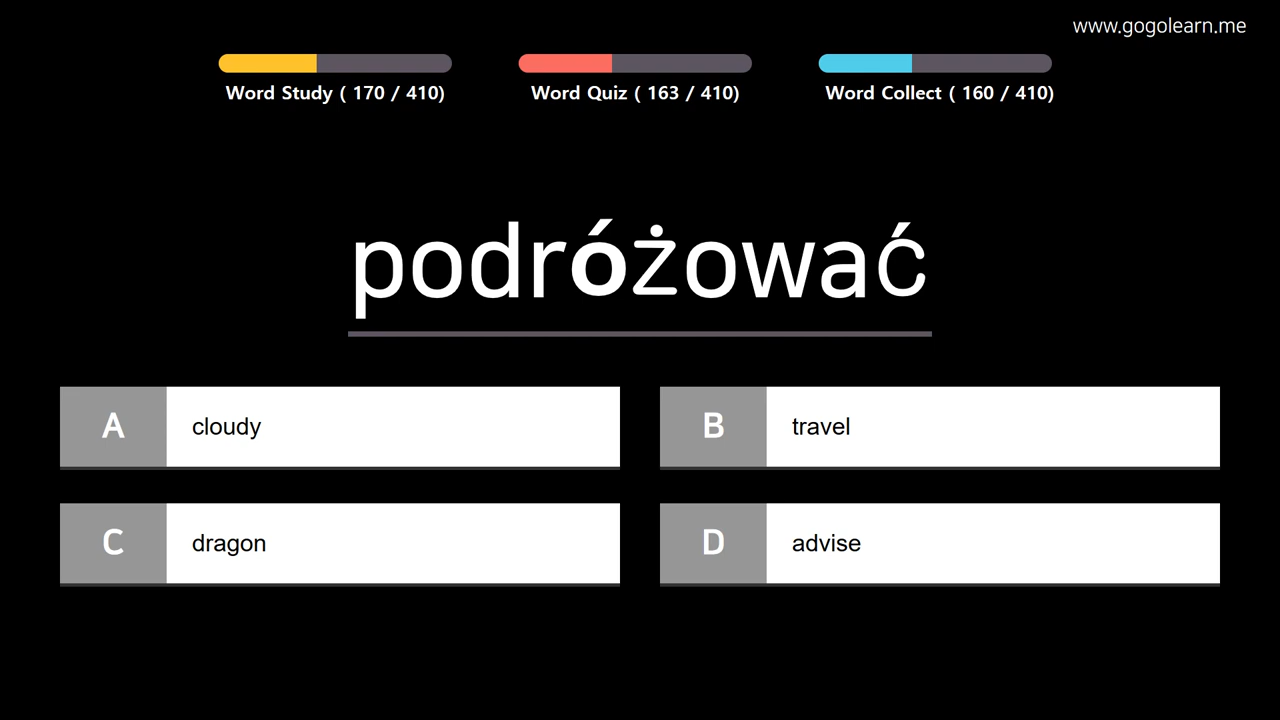 www.gogolearn.me
Word Study ( 170 / 410)
Word Quiz ( 163 / 410)
Word Collect ( 160 / 410)
podróżować
A cloudy
B travel
C dragon
D advise